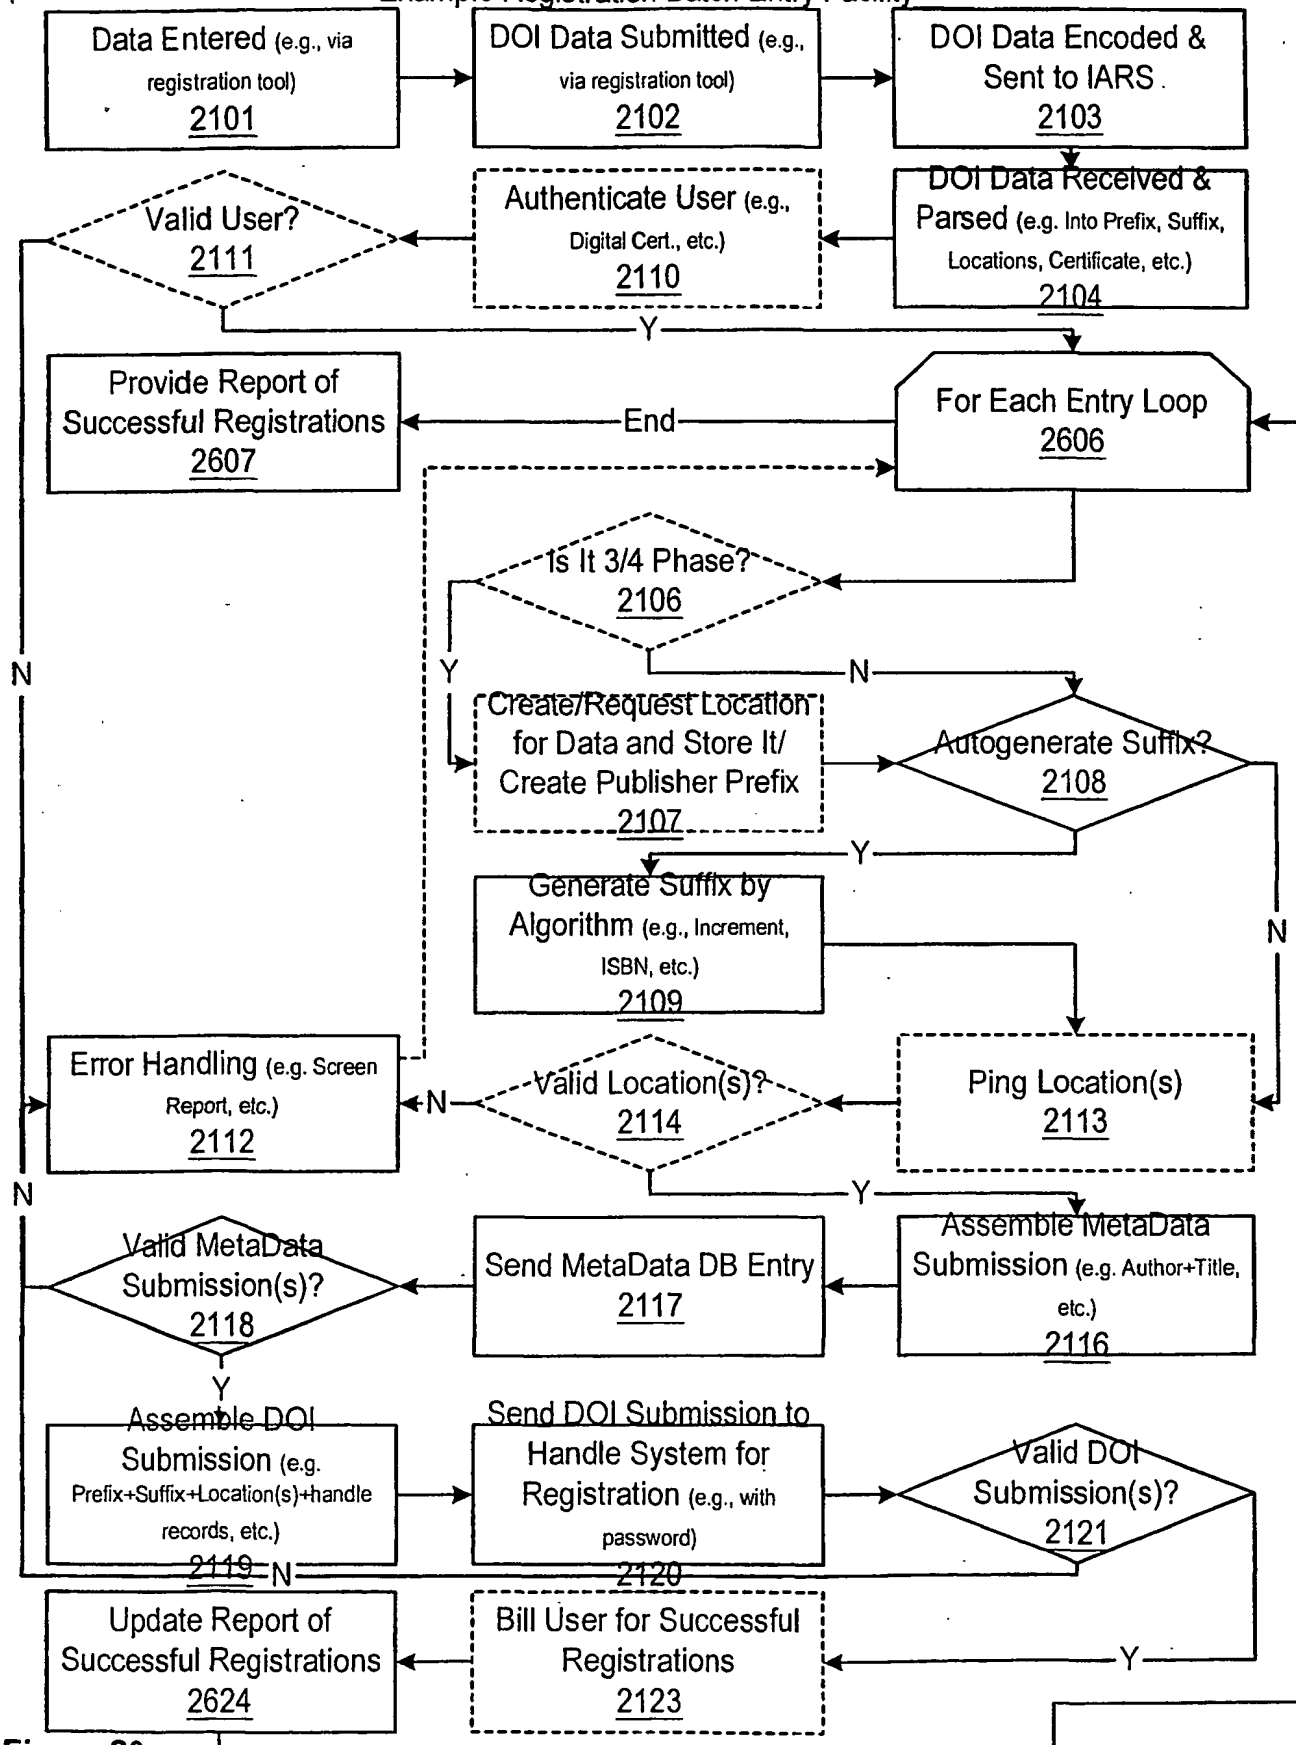 Example Registration Batch Entry Facility
Data Entered (e.g., via
registration tool)
2101
DOI Data Submitted (e.g.,
via registration tool)
2102
DOI Data Encoded &
Sent to IARS
2103
Valid User?
2111
Authenticate User (e.g.,
Digital Cert., etc.)
2110
DOI Data Received &
Parsed (e.g. Into Prefix, Suffix,
Locations, Certificate, etc.)
2104
Y
Provide Report of
Successful Registrations
2607
End
For Each Entry Loop
2606
Is It 3/4 Phase?
2106
N
Y
N
Create/Request Location
for Data and Store It/
Create Publisher Prefix
2107
Autogenerate Suffix?
2108
Y
Generate Suffix by
Algorithm (e.g., Increment,
ISBN, etc.)
2109
N
Error Handling (e.g. Screen
Report, etc.)
2112
N
Valid Location(s)?
2114
Ping Location(s)
2113
N
Y
Valid MetaData
Submission(s)?
2118
Send MetaData DB Entry
2117
Assemble MetaData
Submission (e.g. Author+Title,
etc.)
2116
Y
Assemble DOI
Submission (e.g.
Prefix+Suffix+Location(s)+handle
records, etc.)
2119
Send DOI Submission to
Handle System for
Registration (e.g., with
password)
2120
Valid DOI
Submission(s)?
2121
N
Update Report of
Successful Registrations
2624
Bill User for Successful
Registrations
2123
Y